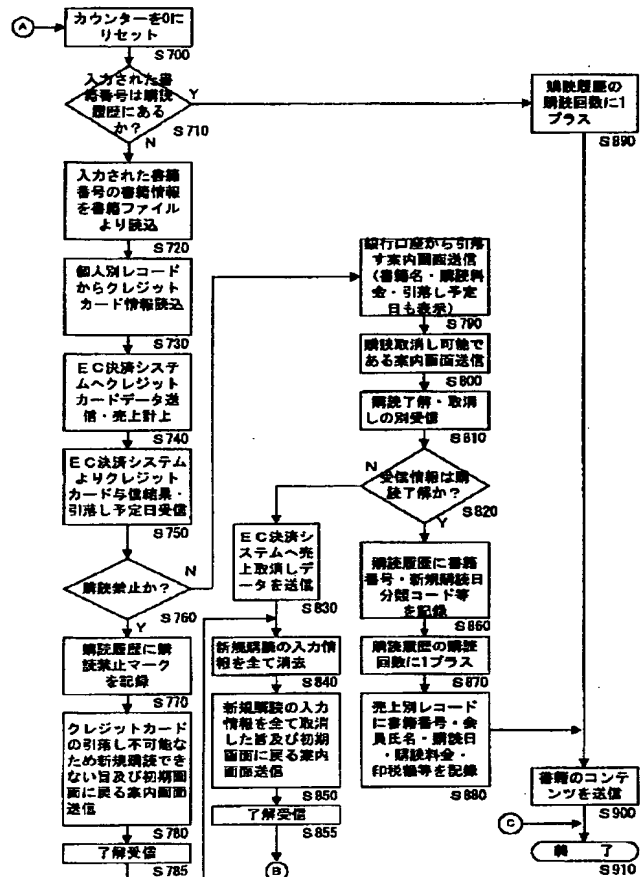 A
カウンターを0に
リセット
S700
入力された書
籍番号は購読
履歴にある
か?
Y
S710
N
入力された書籍
番号の書籍情報
を書籍ファイル
より読込
S720
個人別レコード
からクレジット
カード情報読込
S730
EC決済システ
ムへクレジット
カードデータ送
信・売上計上
S740
EC決済システム
よりクレジット
カード与信結果・
引落し予定日受信
S750
購読禁止か?
N
S760
Y
購読履歴に購
読禁止マーク
を記録
S770
クレジットカード
の引落し不可能な
ため新規購読でき
ない旨及び初期画
面に戻る案内画面
送信
S780
了解受信
S785
銀行口座から引落
す案内画面送信
(書籍名・購読料
金・引落し予定
日も表示)
S790
購読取消し可能で
ある案内画面送信
S800
購読了解・取消
しの別受信
S810
N
受信情報は購
読了解か?
S820
Y
EC決済シ
ステムへ売
上取消しデ
ータを送信
S830
新規購読の入力情
報を全て消去
S840
新規購読の入力
情報を全て取消
した旨及び初期
画面に戻る案内
画面送信
S850
了解受信
S855
B
購読履歴に書籍
番号・新規購読日
分類コード等
を記録
S860
購読履歴の購読
回数に1プラス
S870
売上別レコード
に書籍番号・会
員氏名・購読日
・購読料金・
印税額等を記録
S880
購読履歴の
購読回数に1
プラス
S890
書籍のコンテ
ンツを送信
S900
C
終 了
S910